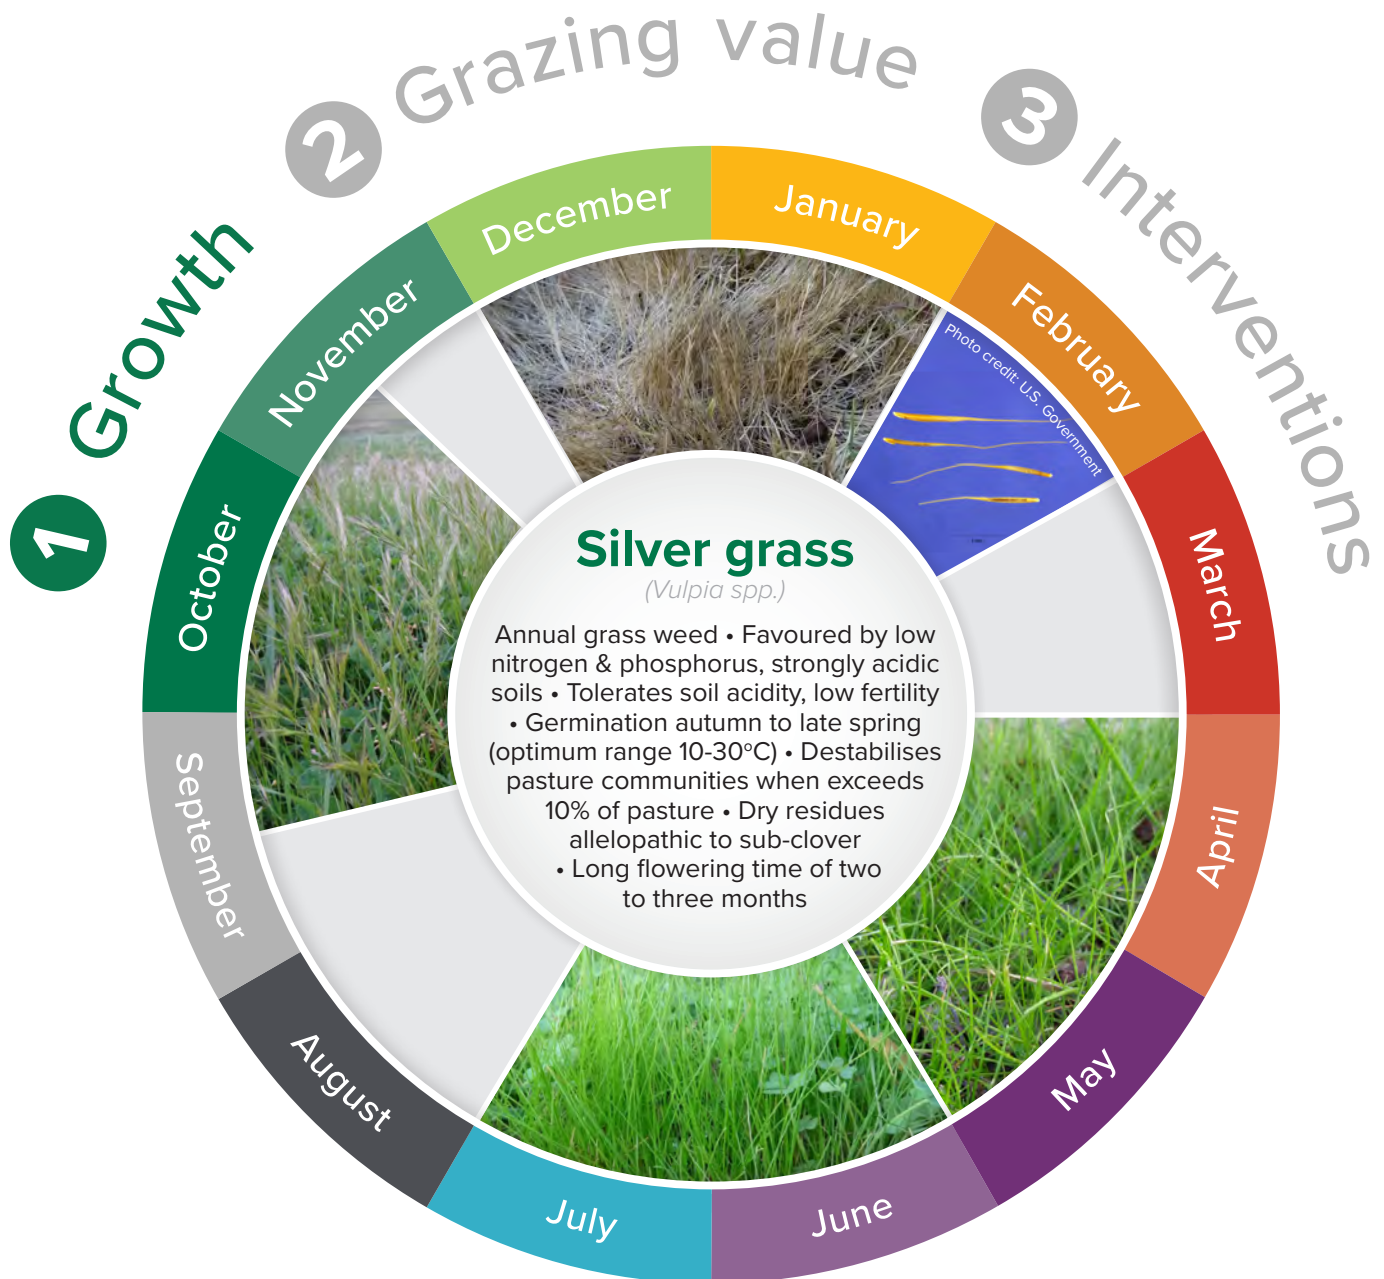 1 Growth
2 Grazing value
3 Interventions
January
February
March
April
May
June
July
August
September
October
November
December
Photo credit: U.S. Government
Silver grass
(Vulpia spp.)
Annual grass weed • Favoured by low
nitrogen & phosphorus, strongly acidic
soils • Tolerates soil acidity, low fertility
• Germination autumn to late spring
(optimum range 10-30°C) • Destabilises
pasture communities when exceeds
10% of pasture • Dry residues
allelopathic to sub-clover
• Long flowering time of two
to three months